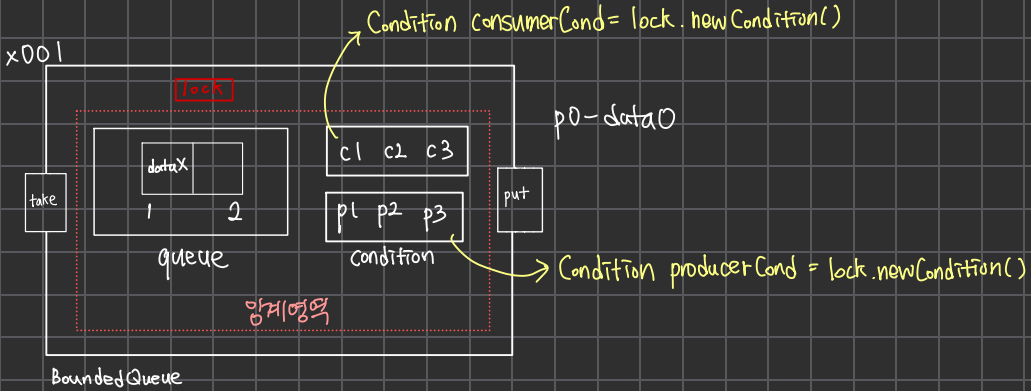 Condition consumerCond = lock.newCondition()
x001
lock
p0-data0
c1 c2 c3
dataX
take
put
p1 p2 p3
1 2
queue
condition
Condition producerCond = lock.newCondition()
임계영역
BoundedQueue